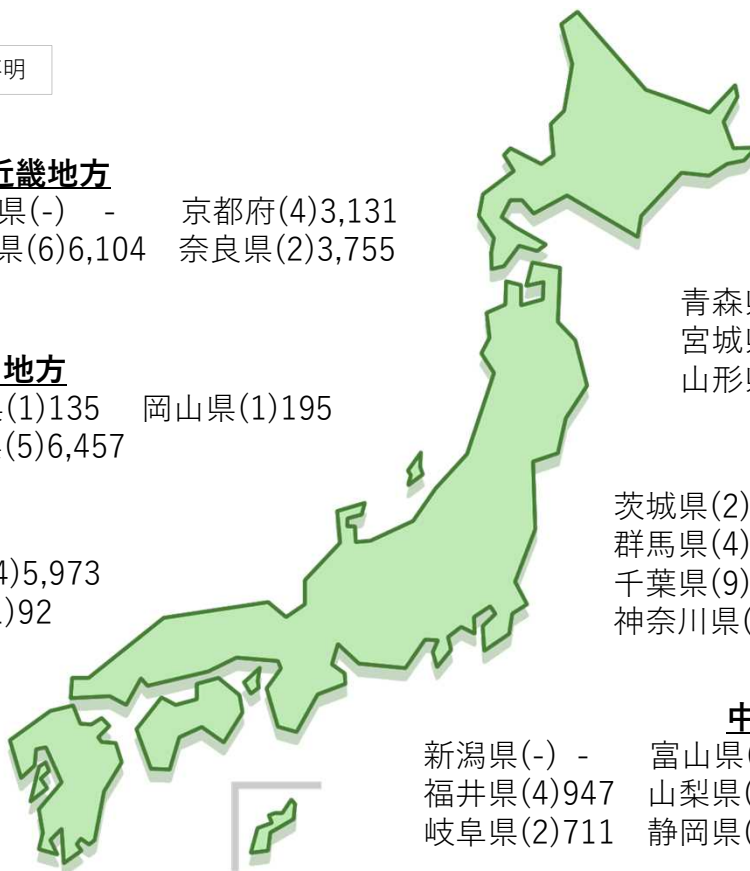 明
近畿地方
県(-) - 京都府(4)3,131
県(6)6,104 奈良県(2)3,755
地方
(1)135 岡山県(1)195
(5)6,457
4)5,973
)92
青森県
宮城県
山形県
茨城県(2)
群馬県(4)
千葉県(9)
神奈川県(
中
新潟県(-) - 富山県(
福井県(4)947 山梨県(
岐阜県(2)711 静岡県(